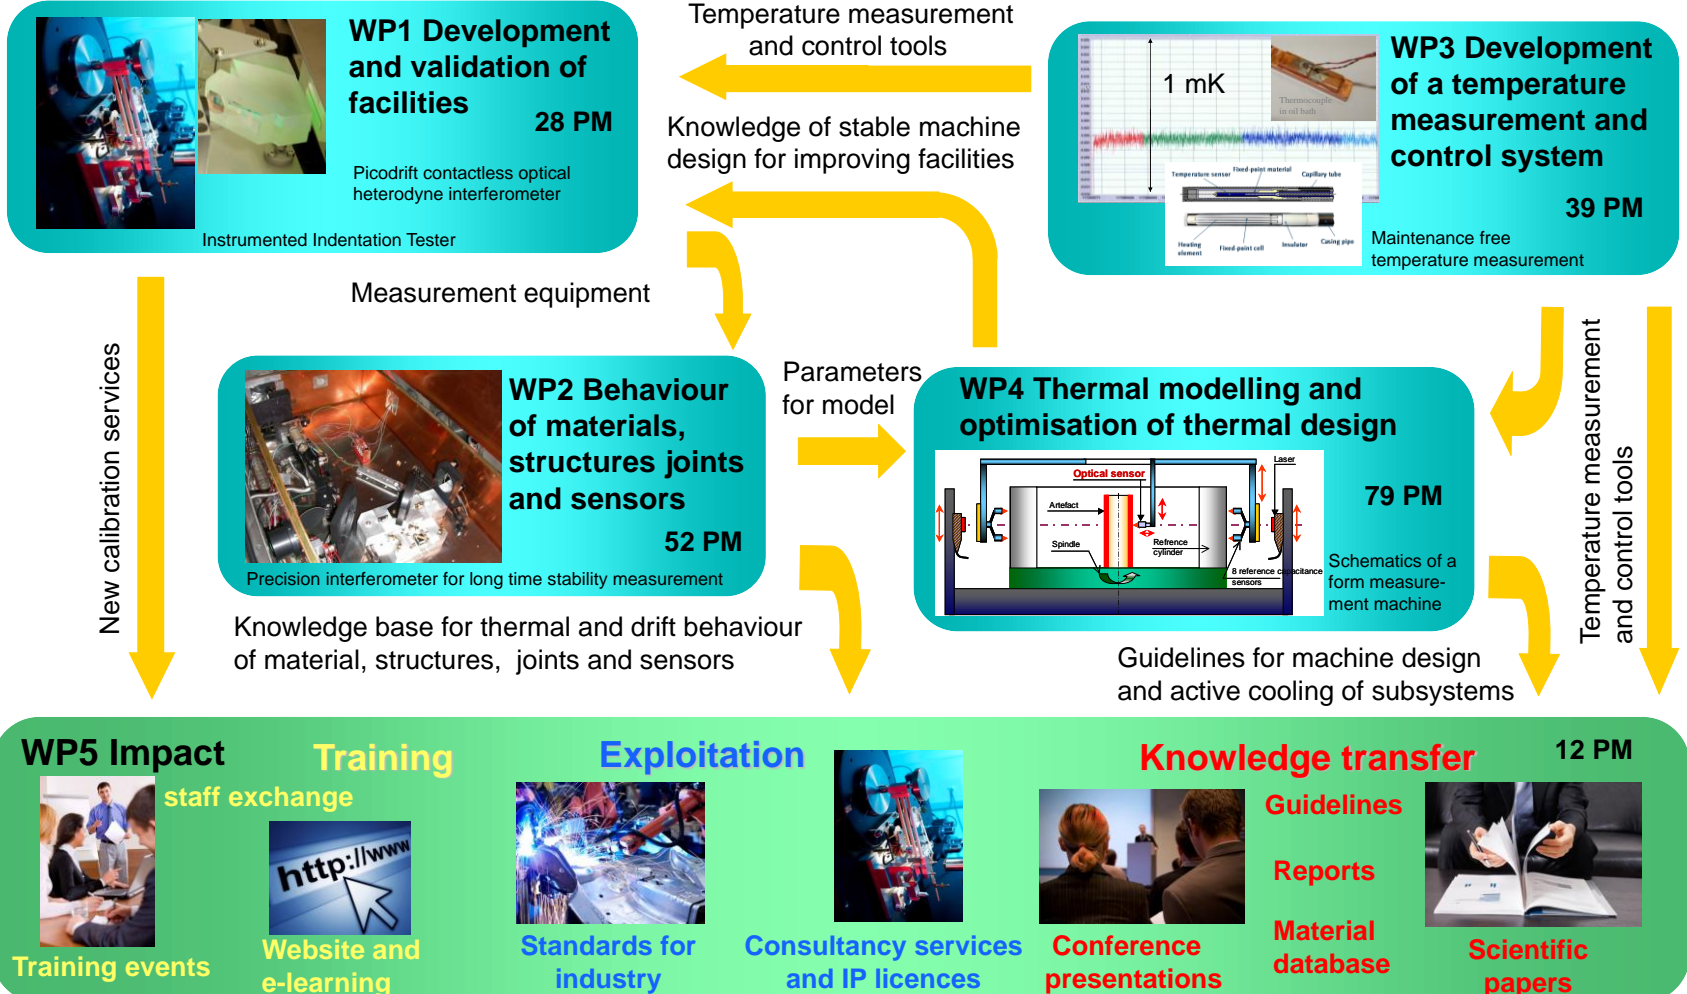 WP1 Development
and validation of
facilities
28 PM
Picodrift contactless optical
heterodyne interferometer
Instrumented Indentation Tester
Temperature measurement
and control tools
Knowledge of stable machine
design for improving facilities
1 mK
Thermocouple
in oil bath
Temperature sensor
Fixed-point material
Capillary tube
Heating
element
Fixed-point cell
Insulator
Casing pipe
WP3 Development
of a temperature
measurement and
control system
39 PM
Maintenance free
temperature measurement
Measurement equipment
New calibration services
WP2 Behaviour
of materials,
structures joints
and sensors
52 PM
Precision interferometer for long time stability measurement
Parameters
for model
WP4 Thermal modelling and
optimisation of thermal design
79 PM
Optical sensor
Laser
Artefact
Spindle
Refrence
cylinder
8 reference capacitance
sensors
Schematics of a
form measure-
ment machine
Temperature measurement
and control tools
Knowledge base for thermal and drift behaviour
of material, structures, joints and sensors
Guidelines for machine design
and active cooling of subsystems
WP5 Impact
Training
Exploitation
Knowledge transfer
12 PM
staff exchange
http://www
Training events
Website and
e-learning
Standards for
industry
Consultancy services
and IP licences
Conference
presentations
Guidelines
Reports
Material
database
Scientific
papers